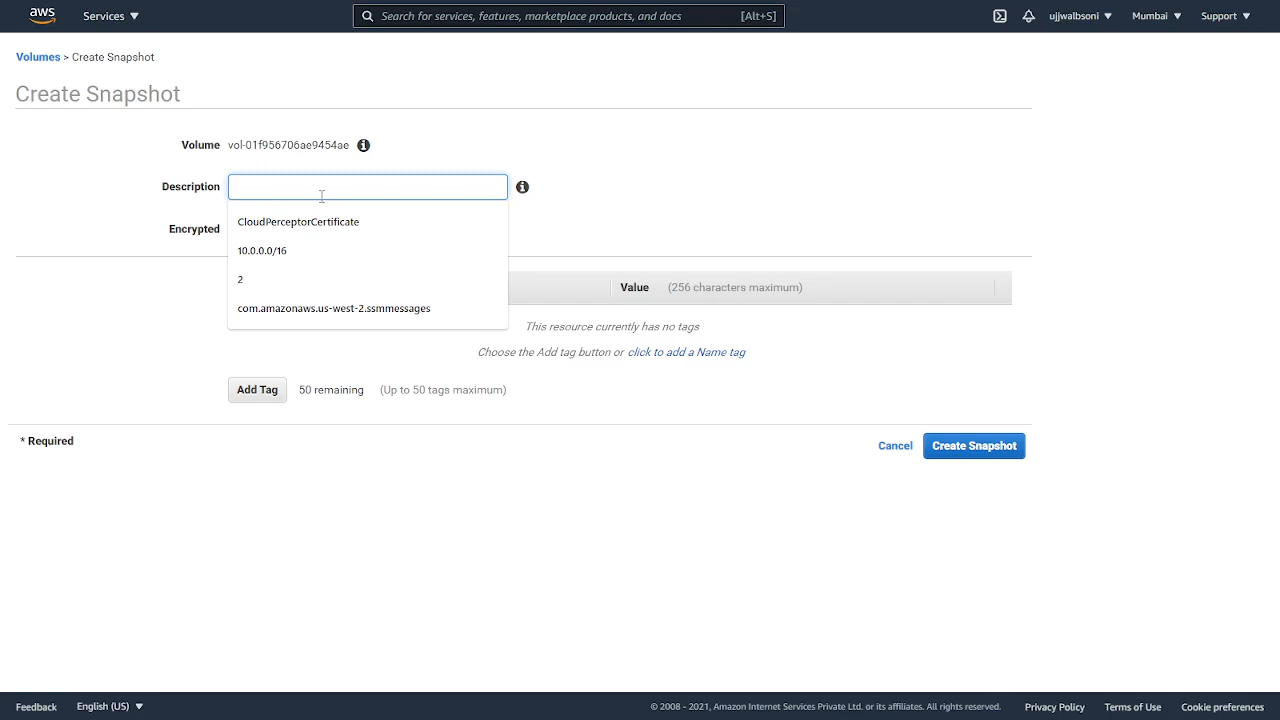 aws Services Search for services, features, marketplace products, and docs [Alt+S] ujjwalbsoni Mumbai Support
Volumes > Create Snapshot
Create Snapshot
Volume vol-01f956706ae9454ae
Description
CloudPerceptorCertificate
Encrypted
10.0.0.0/16
2
Value (256 characters maximum)
com.amazonaws.us-west-2.ssmmessages
This resource currently has no tags
Choose the Add tag button or click to add a Name tag
Add Tag 50 remaining (Up to 50 tags maximum)
* Required
Cancel Create Snapshot
Feedback English (US) © 2008 - 2021, Amazon Internet Services Private Ltd. or its affiliates. All rights reserved. Privacy Policy Terms of Use Cookie preferences